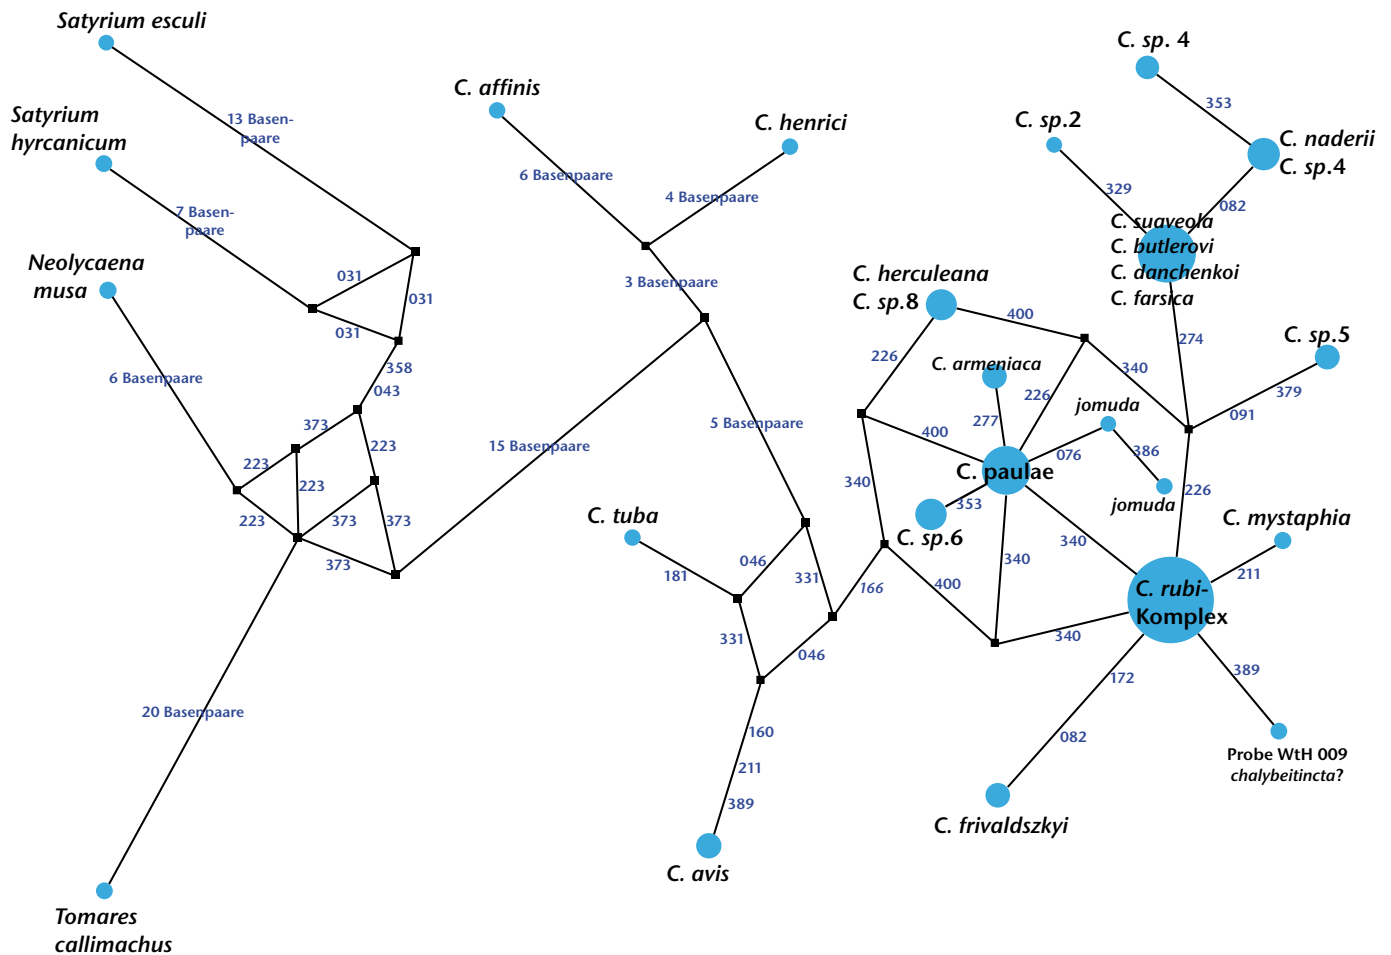 Satyrium esculi
13 Basen-
paare
Satyrium
hyrcanicum
7 Basen-
paare
Neolycaena
musa
6 Basenpaare
031
031
031
358
043
373
223
223
223
223
373
373
373
20 Basenpaare
Tomares
callimachus
15 Basenpaare
C. affinis
6 Basenpaare
C. henrici
4 Basenpaare
3 Basenpaare
5 Basenpaare
C. tuba
181
046
331
331
046
166
160
211
389
C. avis
C. sp. 4
353
C. sp.2
329
C. naderii
C. sp.4
082
C. suaveola
C. butlerovi
C. danchenkoi
C. farsica
274
C. herculeana
C. sp.8
400
226
C. armeniaca
277
226
340
C. sp.5
379
091
jomuda
076
386
jomuda
400
C. paulae
353
C. sp.6
340
340
340
226
400
340
C. mystaphia
211
C. rubi-
Komplex
172
082
389
C. frivaldszkyi
Probe WtH 009
chalybeitincta?